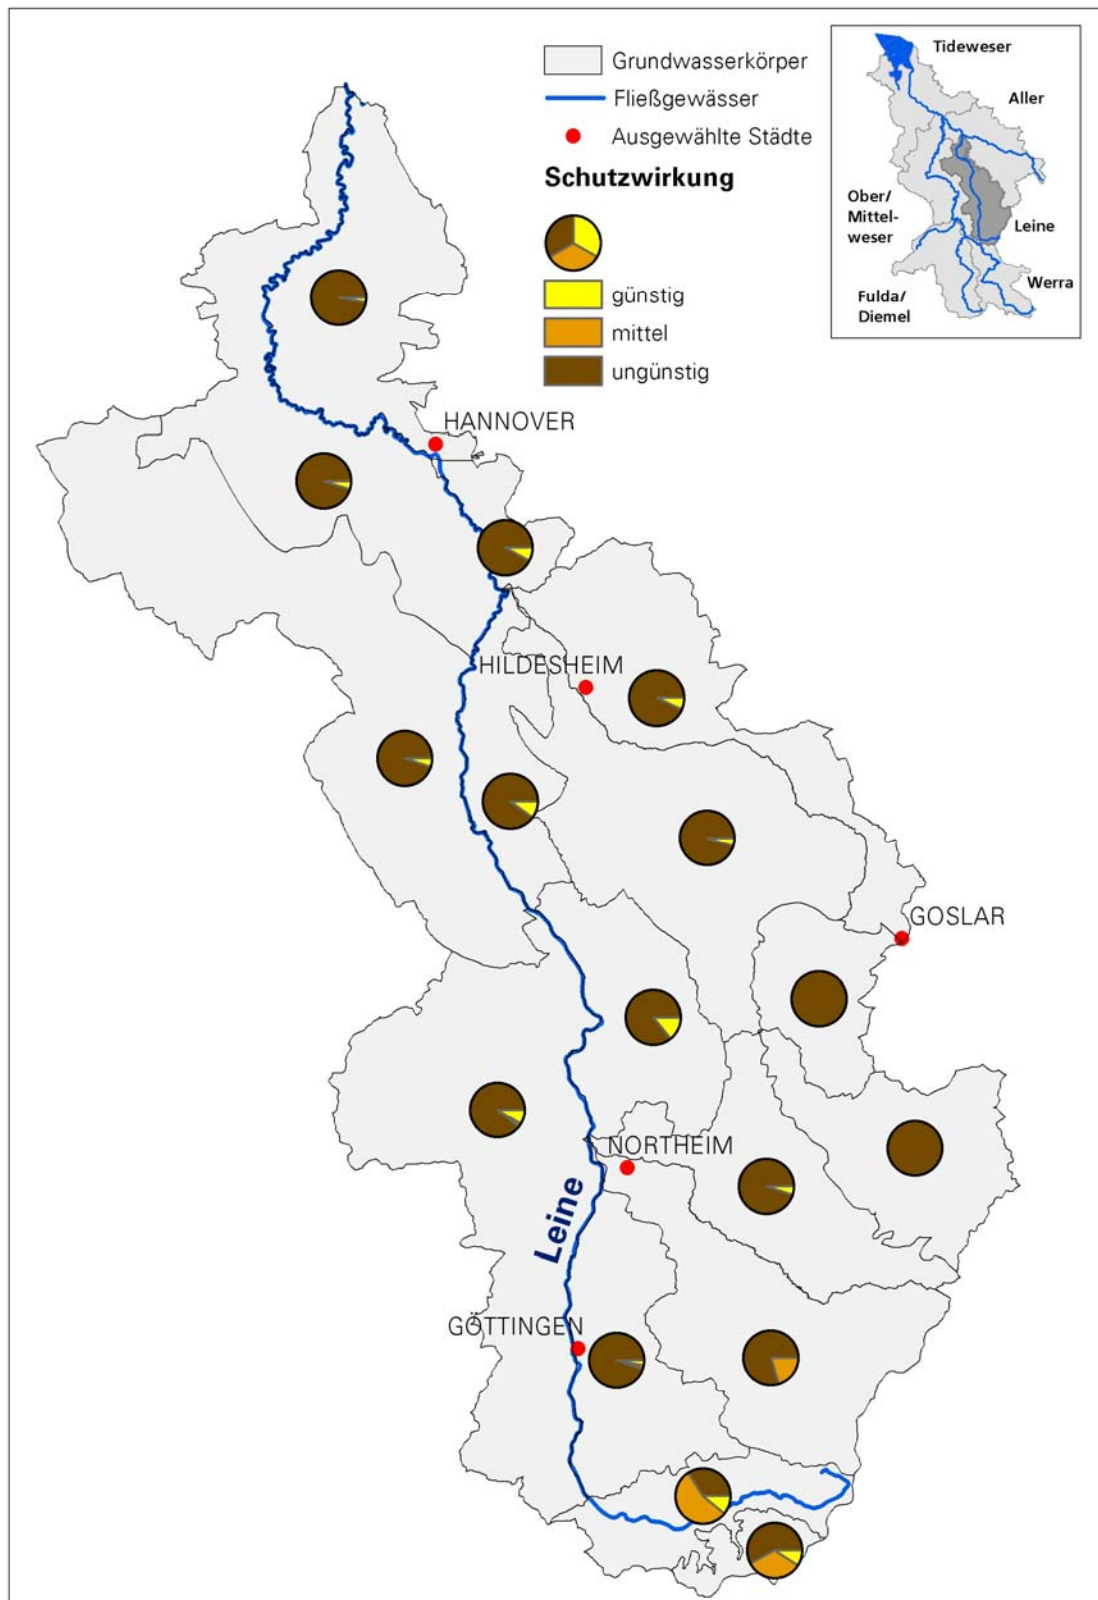 Grundwasserkörper
Fließgewässer
Ausgewählte Städte
Schutzwirkung
günstig
mittel
ungünstig
Tideweser
Aller
Ober/
Mittel-
weser
Leine
Werra
Fulda/
Diemel
HANNOVER
HILDESHEIM
GOSLAR
NORTHEIM
Leine
GÖTTINGEN